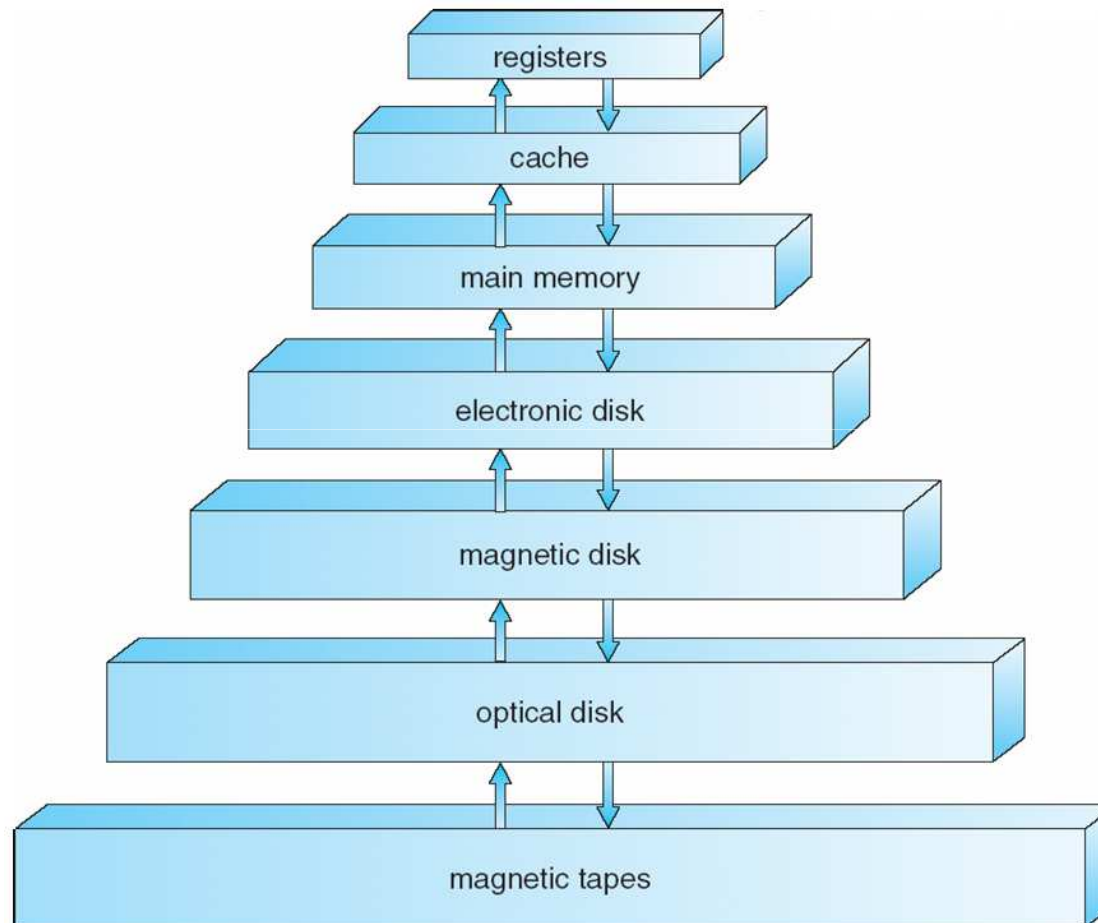 registers
cache
main memory
electronic disk
magnetic disk
optical disk
magnetic tapes